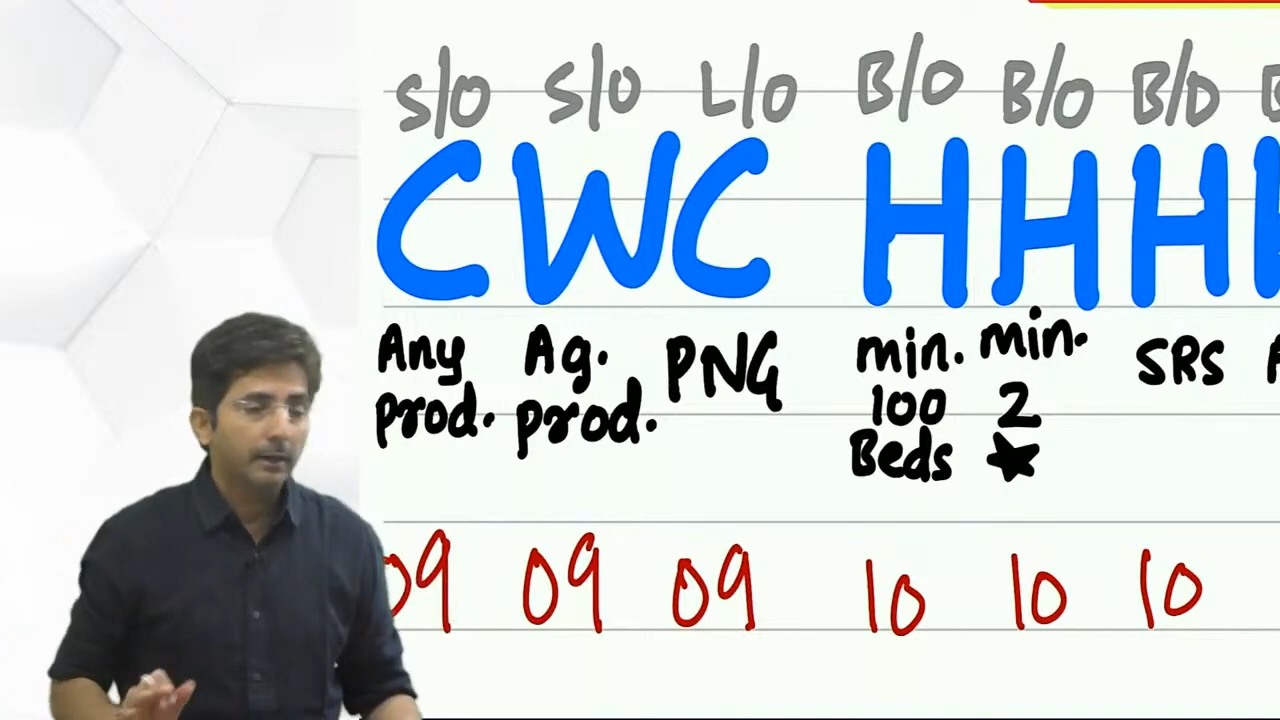 S/O S/O L/O B/O B/O B/O
CWC HHH
Any Ag. PNG min. min. SRS
prod. prod. 100 2
Beds ★
09 09 09 10 10 10